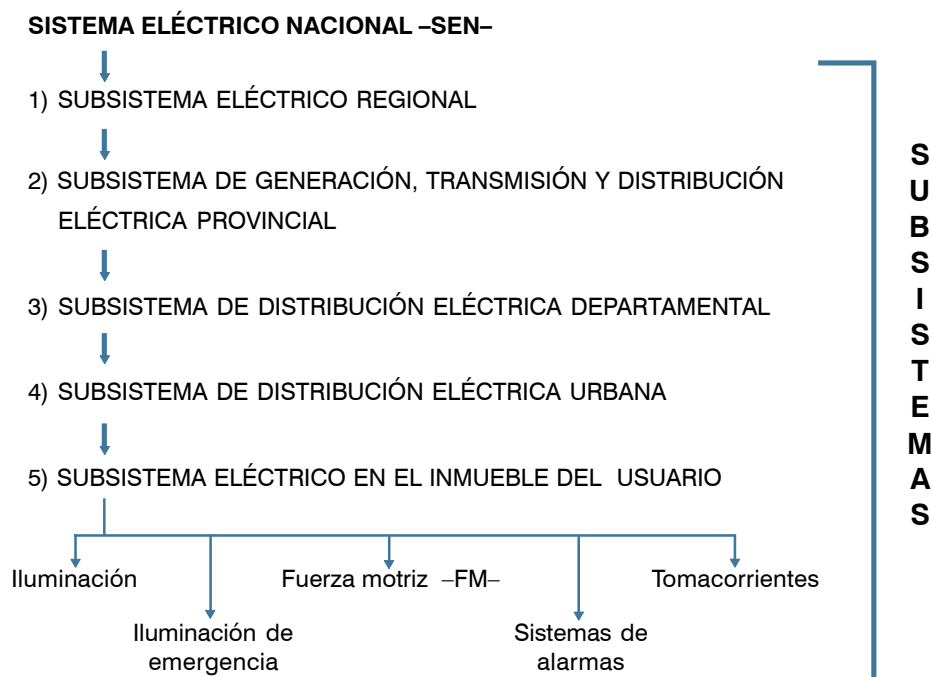 SISTEMA ELÉCTRICO NACIONAL –SEN–
1) SUBSISTEMA ELÉCTRICO REGIONAL
2) SUBSISTEMA DE GENERACIÓN, TRANSMISIÓN Y DISTRIBUCIÓN
ELÉCTRICA PROVINCIAL
3) SUBSISTEMA DE DISTRIBUCIÓN ELÉCTRICA DEPARTAMENTAL
4) SUBSISTEMA DE DISTRIBUCIÓN ELÉCTRICA URBANA
5) SUBSISTEMA ELÉCTRICO EN EL INMUEBLE DEL USUARIO
Iluminación
Iluminación de
emergencia
Fuerza motriz –FM–
Sistemas de
alarmas
Tomacorrientes
SUBSISTEMAS